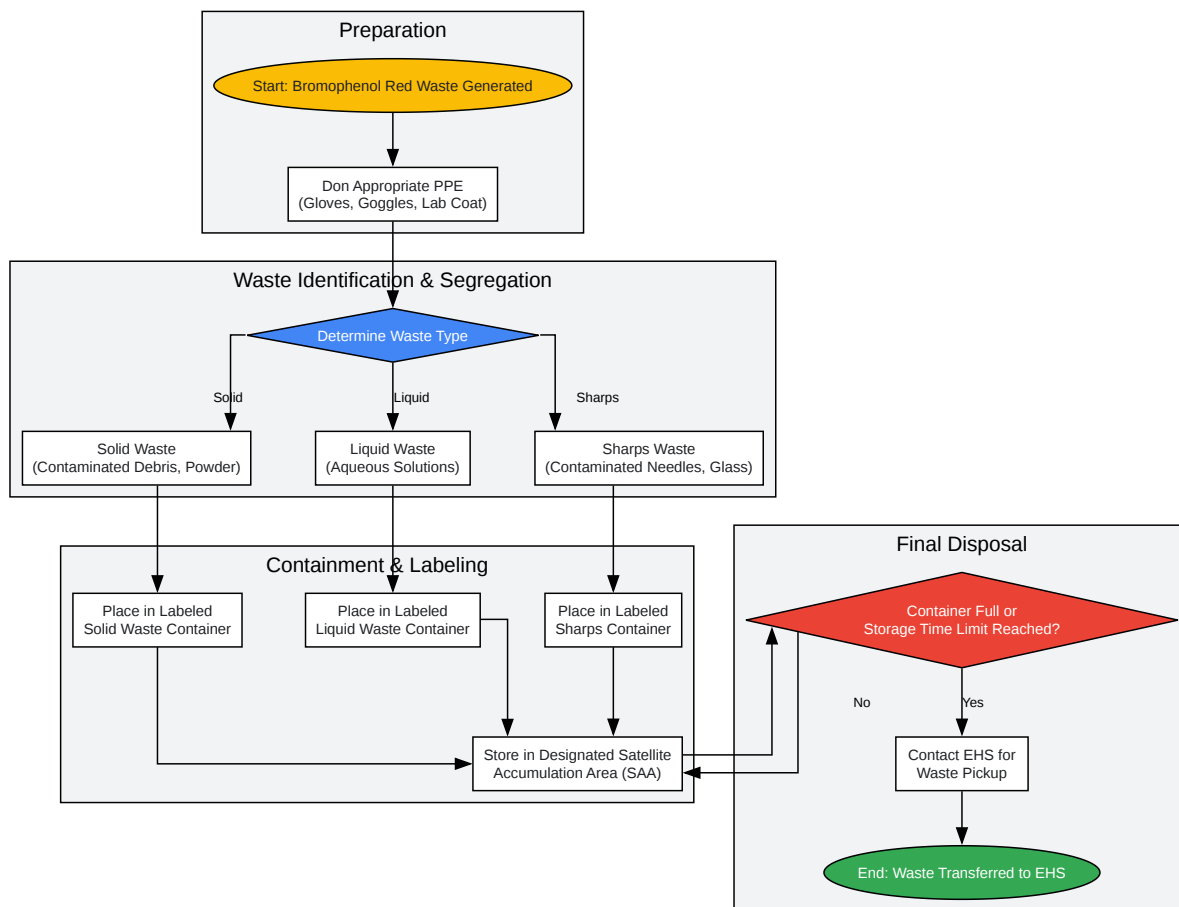 Preparation
Start: Bromophenol Red Waste Generated
Don Appropriate PPE
(Gloves, Goggles, Lab Coat)
Waste Identification & Segregation
Determine Waste Type
Solid
Liquid
Sharps
Solid Waste
(Contaminated Debris, Powder)
Liquid Waste
(Aqueous Solutions)
Sharps Waste
(Contaminated Needles, Glass)
Containment & Labeling
Place in Labeled
Solid Waste Container
Place in Labeled
Liquid Waste Container
Place in Labeled
Sharps Container
Store in Designated Satellite
Accumulation Area (SAA)
Final Disposal
Container Full or
Storage Time Limit Reached?
No
Yes
Contact EHS for
Waste Pickup
End: Waste Transferred to EHS